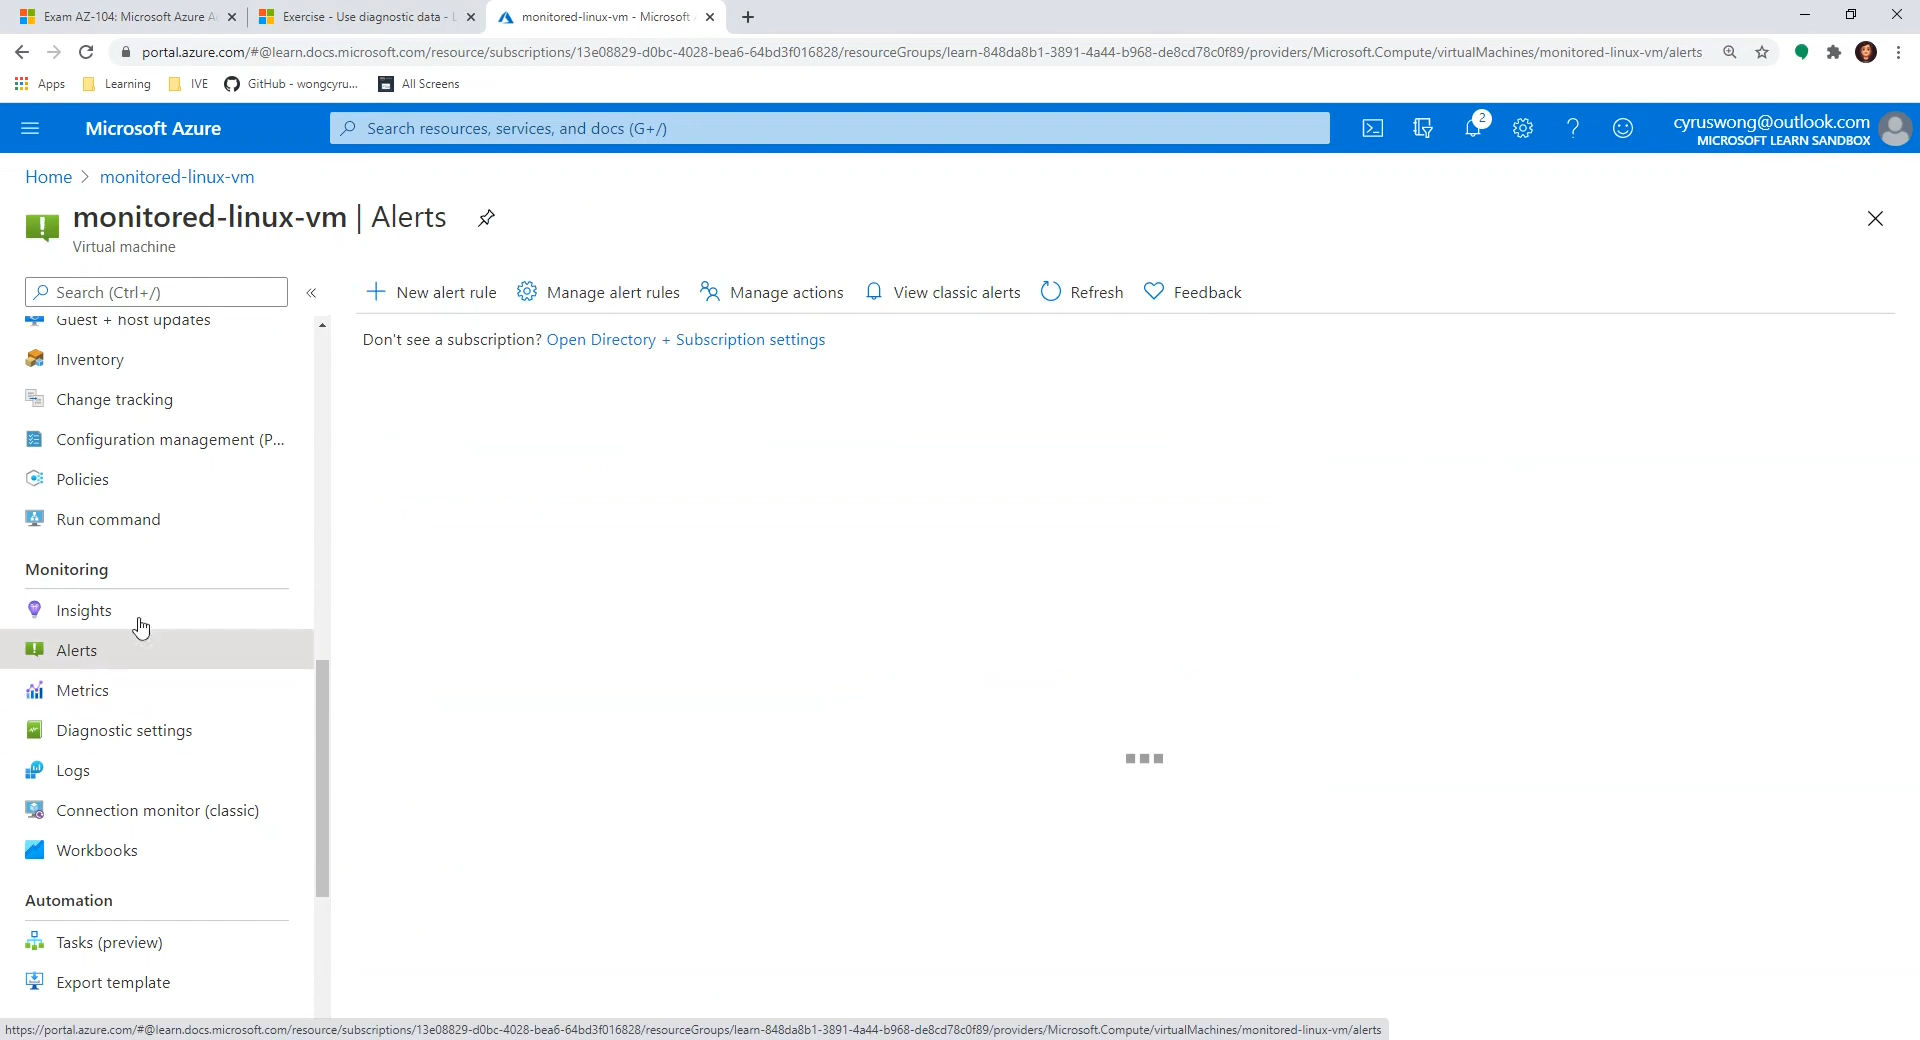 Exam AZ-104: Microsoft Azure A
Exercise - Use diagnostic data - L
monitored-linux-vm - Microsoft A
portal.azure.com/#@learn.docs.microsoft.com/resource/subscriptions/13e08829-d0bc-4028-bea6-64bd3f016828/resourceGroups/learn-848da8b1-3891-4a44-b968-de8cd78c0f89/providers/Microsoft.Compute/virtualMachines/monitored-linux-vm/alerts
Apps
Learning
IVE
GitHub - wongcyru...
All Screens
Microsoft Azure
Search resources, services, and docs (G+/)
2
cyruswong@outlook.com
MICROSOFT LEARN SANDBOX
Home > monitored-linux-vm
monitored-linux-vm | Alerts
Virtual machine
Search (Ctrl+/)
«
New alert rule
Manage alert rules
Manage actions
View classic alerts
Refresh
Feedback
Don't see a subscription? Open Directory + Subscription settings
Guest + host updates
Inventory
Change tracking
Configuration management (P...
Policies
Run command
Monitoring
Insights
Alerts
Metrics
Diagnostic settings
Logs
Connection monitor (classic)
Workbooks
Automation
Tasks (preview)
Export template
https://portal.azure.com/#@learn.docs.microsoft.com/resource/subscriptions/13e08829-d0bc-4028-bea6-64bd3f016828/resourceGroups/learn-848da8b1-3891-4a44-b968-de8cd78c0f89/providers/Microsoft.Compute/virtualMachines/monitored-linux-vm/alerts